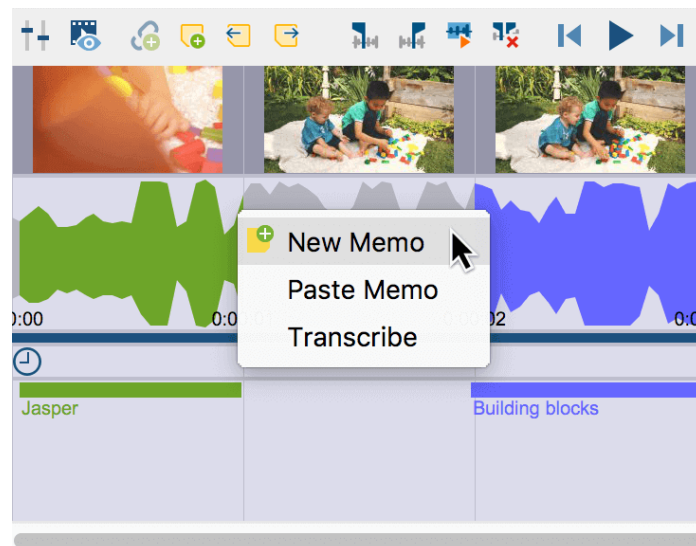 New Memo
Paste Memo
Transcribe
0:00
Jasper
Building blocks